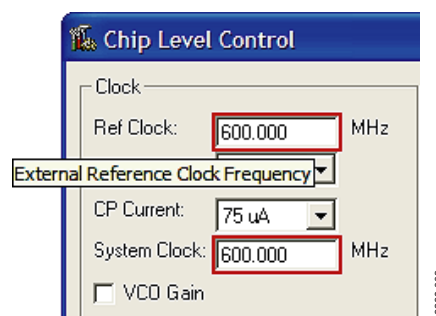 Chip Level Control
Clock
Ref Clock: 600.000 MHz
External Reference Clock Frequency
CP Current: 75 uA
System Clock: 600.000 MHz
VCO Gain